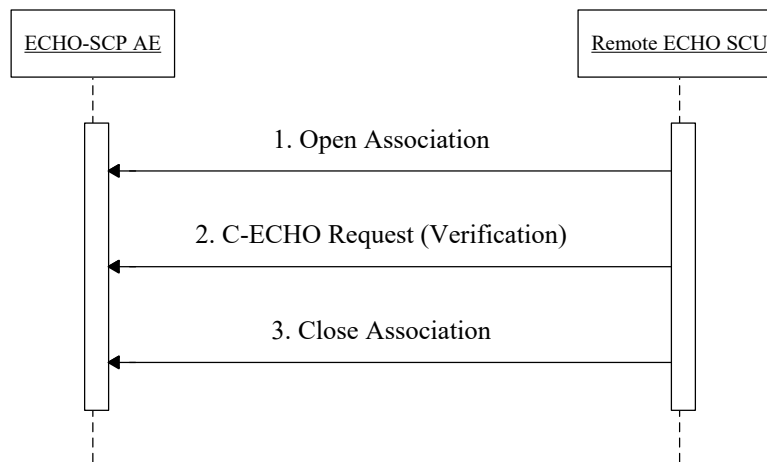 ECHO-SCP AE
Remote ECHO SCU
1. Open Association
2. C-ECHO Request (Verification)
3. Close Association